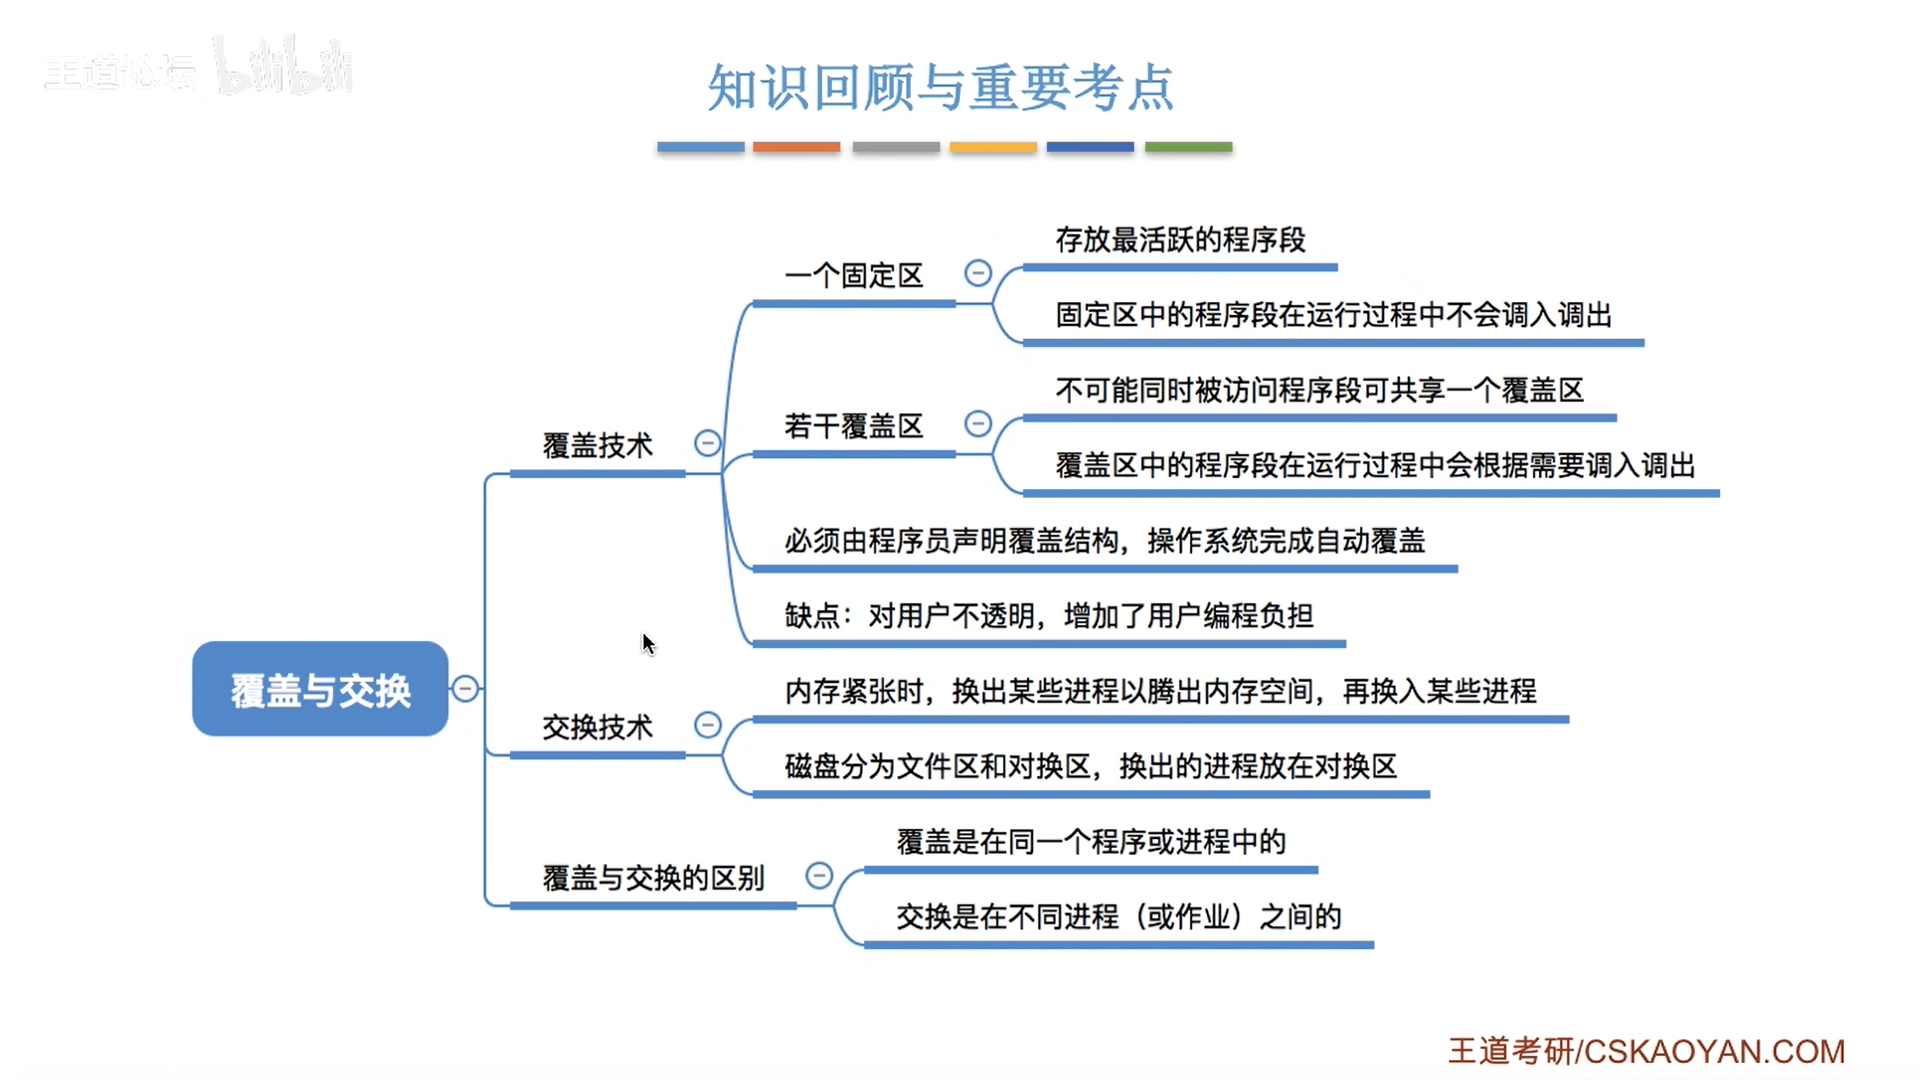 王道论坛 bilibili
知识回顾与重要考点
存放最活跃的程序段
一个固定区
固定区中的程序段在运行过程中不会调入调出
不可能同时被访问程序段可共享一个覆盖区
若干覆盖区
覆盖技术
覆盖区中的程序段在运行过程中会根据需要调入调出
必须由程序员声明覆盖结构，操作系统完成自动覆盖
缺点：对用户不透明，增加了用户编程负担
覆盖与交换
内存紧张时，换出某些进程以腾出内存空间，再换入某些进程
交换技术
磁盘分为文件区和对换区，换出的进程放在对换区
覆盖是在同一个程序或进程中的
覆盖与交换的区别
交换是在不同进程（或作业）之间的
王道考研/CSKAOYAN.COM